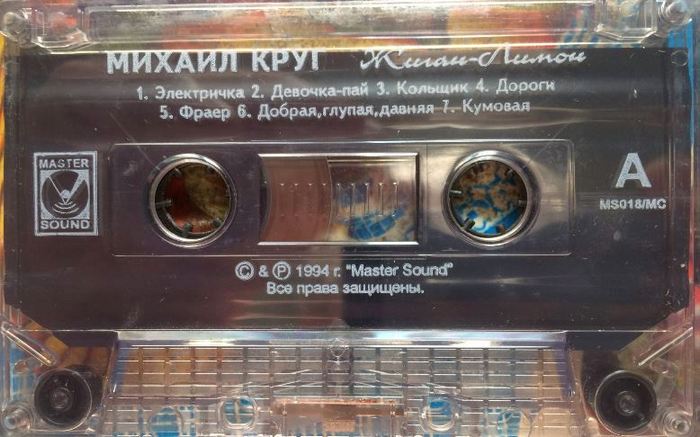 МИХАИЛ КРУГ Жиган-Лимон
1. Электричка 2. Девочка-пай 3. Кольщик 4. Дороги
5. Фраер 6. Добрая,глупая,давняя 7. Кумовая
MASTER
SOUND
A
MS018/MC
© & ℗ 1994 г. "Master Sound"
Все права защищены.